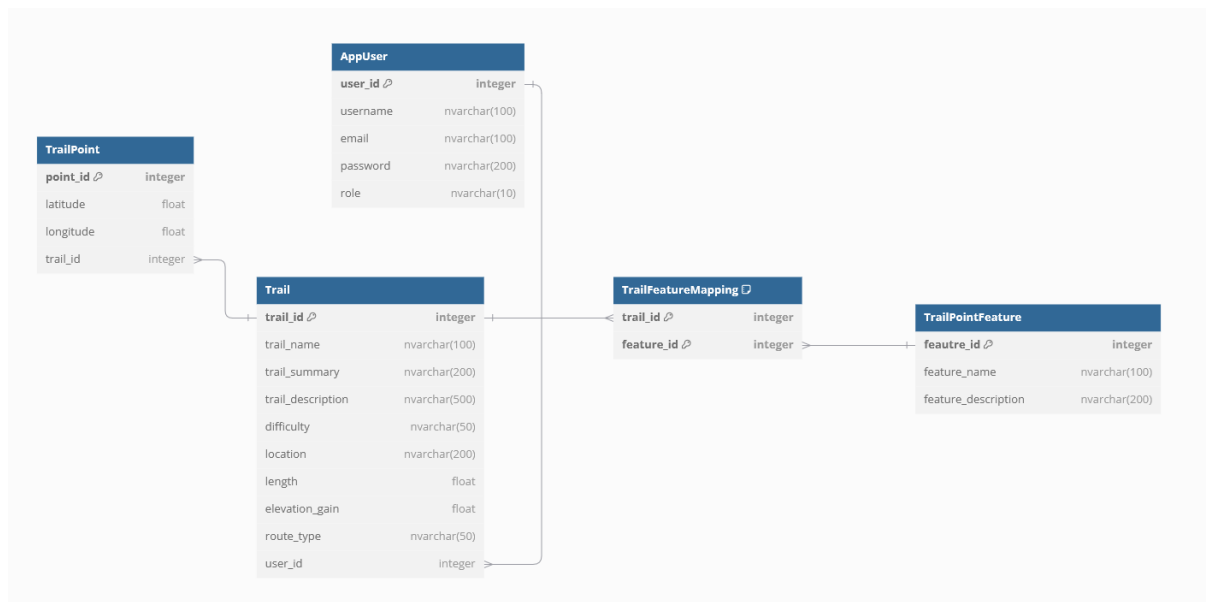 AppUser
user_id integer
username nvarchar(100)
email nvarchar(100)
password nvarchar(200)
role nvarchar(10)
TrailPoint
point_id integer
latitude float
longitude float
trail_id integer
Trail
trail_id integer
trail_name nvarchar(100)
trail_summary nvarchar(200)
trail_description nvarchar(500)
difficulty nvarchar(50)
location nvarchar(200)
length float
elevation_gain float
route_type nvarchar(50)
user_id integer
TrailFeatureMapping
trail_id integer
feature_id integer
TrailPointFeature
feautre_id integer
feature_name nvarchar(100)
feature_description nvarchar(200)